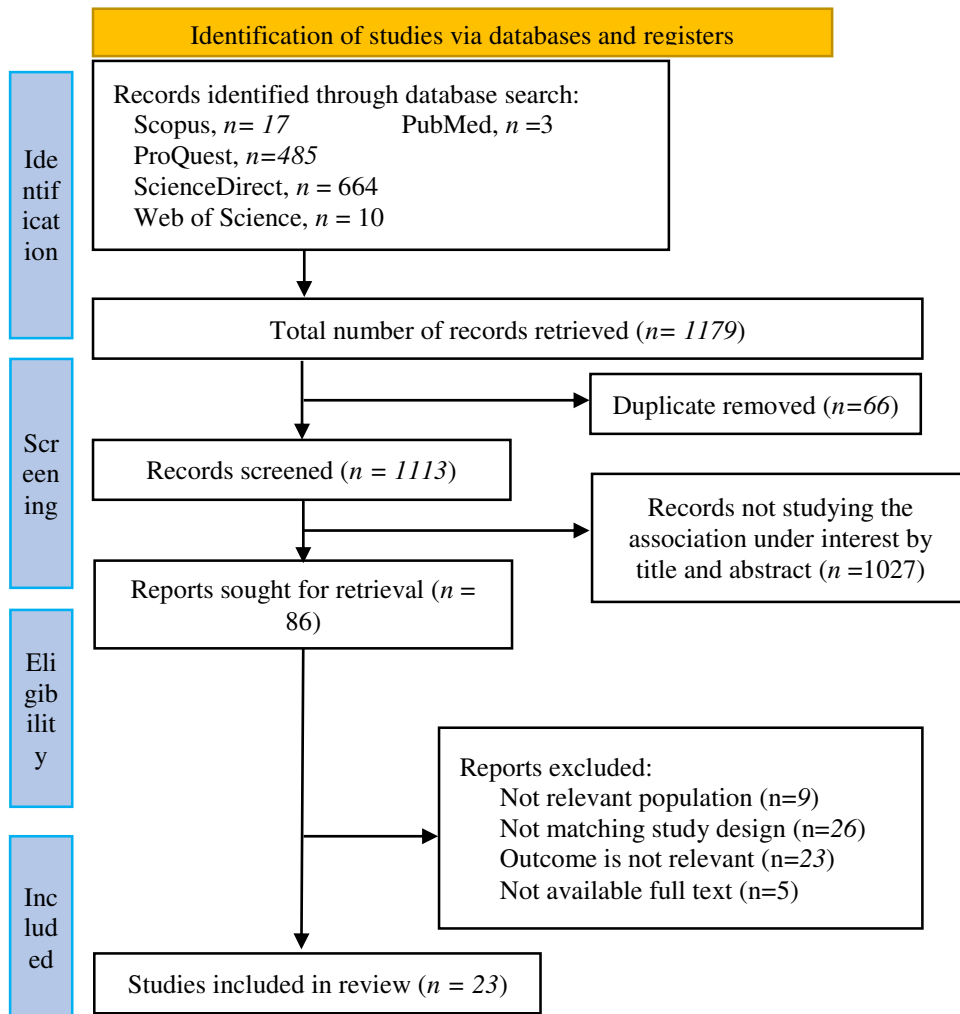 Identification of studies via databases and registers
Ide
ntif
icat
ion
Records identified through database search:
Scopus, n= 17 PubMed, n =3
ProQuest, n=485
ScienceDirect, n = 664
Web of Science, n = 10
Total number of records retrieved (n= 1179)
Scr
een
ing
Duplicate removed (n=66)
Records screened (n = 1113)
Records not studying the
association under interest by
title and abstract (n =1027)
Reports sought for retrieval (n =
86)
Eli
gib
ilit
y
Reports excluded:
Not relevant population (n=9)
Not matching study design (n=26)
Outcome is not relevant (n=23)
Not available full text (n=5)
Inc
lud
ed
Studies included in review (n = 23)